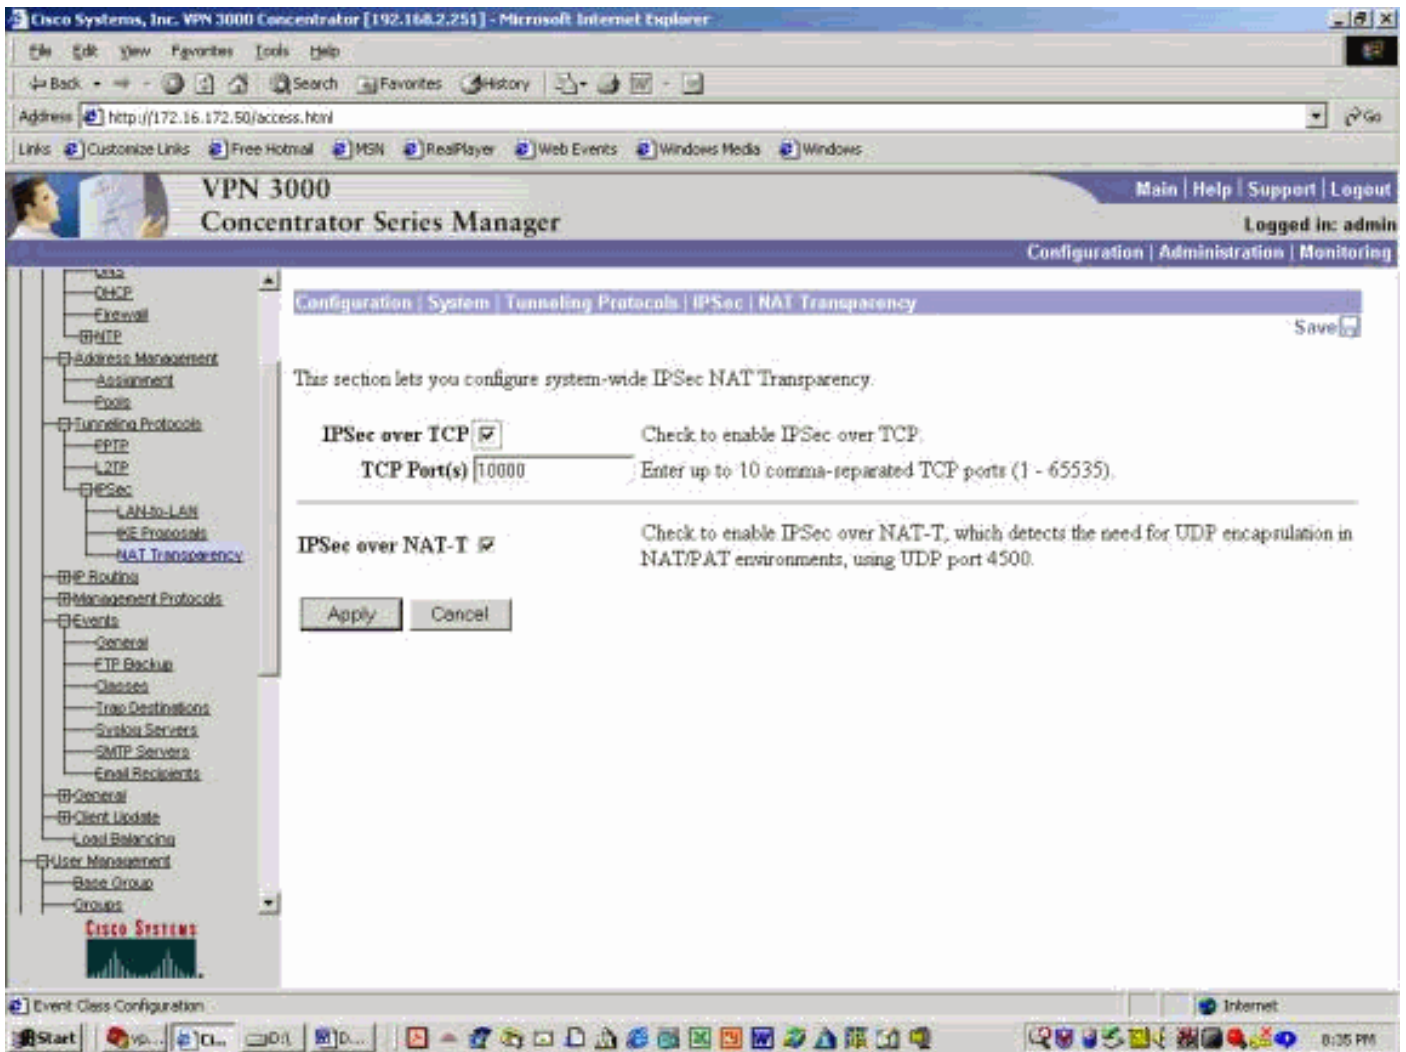 Cisco Systems, Inc. VPN 3000 Concentrator [192.168.2.251] - Microsoft Internet Explorer
File Edit View Favorites Tools Help
Back Search Favorites History
Address http://172.16.172.50/access.html Go
Links Customize Links Free Hotmail MSN RealPlayer Web Events Windows Media Windows
VPN 3000
Concentrator Series Manager
Main | Help | Support | Logout
Logged in: admin
Configuration | Administration | Monitoring
DNS
DHCP
Firewall
NTP
Address Management
Assignment
Pools
Tunneling Protocols
PPTP
L2TP
IPSec
LAN-to-LAN
IKE Proposals
NAT Transparency
IP Routing
Management Protocols
Events
General
FTP Backup
Classes
Trap Destinations
Syslog Servers
SMTP Servers
Email Recipients
General
Client Update
Load Balancing
User Management
Base Group
Groups
Cisco Systems
Configuration | System | Tunneling Protocols | IPSec | NAT Transparency
Save
This section lets you configure system-wide IPSec NAT Transparency.
IPSec over TCP Check to enable IPSec over TCP.
TCP Port(s) 10000 Enter up to 10 comma-separated TCP ports (1 - 65535).
IPSec over NAT-T Check to enable IPSec over NAT-T, which detects the need for UDP encapsulation in
NAT/PAT environments, using UDP port 4500.
Apply Cancel
Event Class Configuration Internet
Start vp... Ci... D:\ D... 8:35 PM